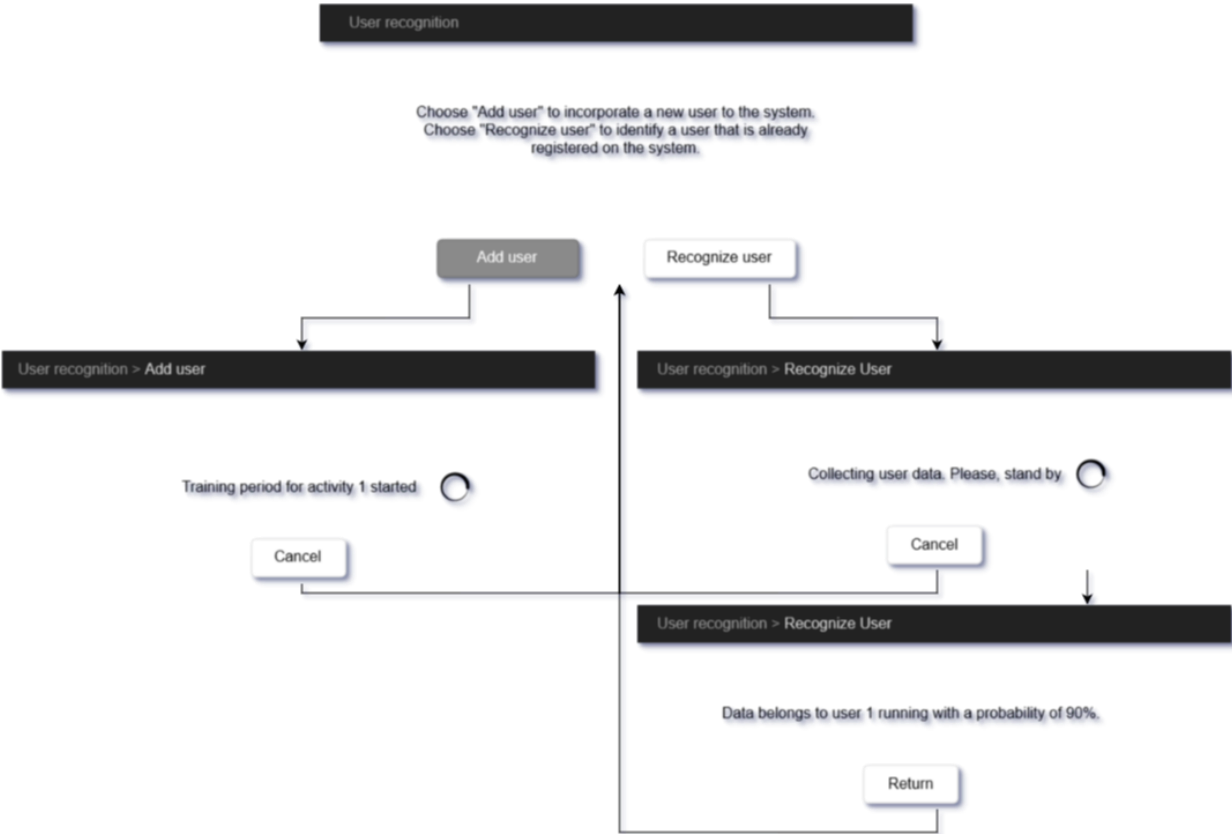 User recognition
Choose "Add user" to incorporate a new user to the system.
Choose "Recognize user" to identify a user that is already
registered on the system.
Add user
Recognize user
User recognition > Add user
User recognition > Recognize User
Training period for activity 1 started
Collecting user data. Please, stand by
Cancel
Cancel
User recognition > Recognize User
Data belongs to user 1 running with a probability of 90%.
Return